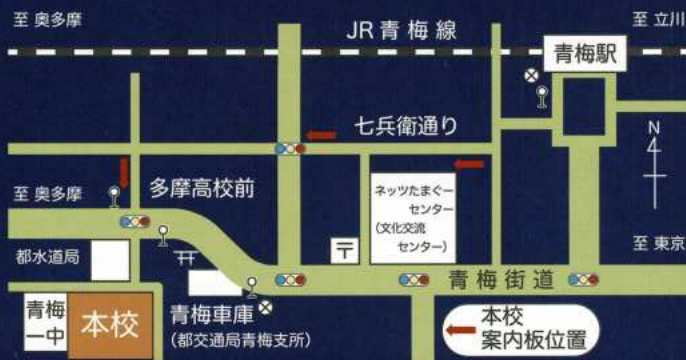 至 奥多摩
JR青梅線
至 立川
青梅駅
七兵衛通り
N
至 奥多摩
多摩高校前
ネッツたまぐー
センター
(文化交流
センター)
至 東京
都水道局
〒
青梅街道
青梅
一中
本校
青梅車庫
(都交通局青梅支所)
本校
案内板位置